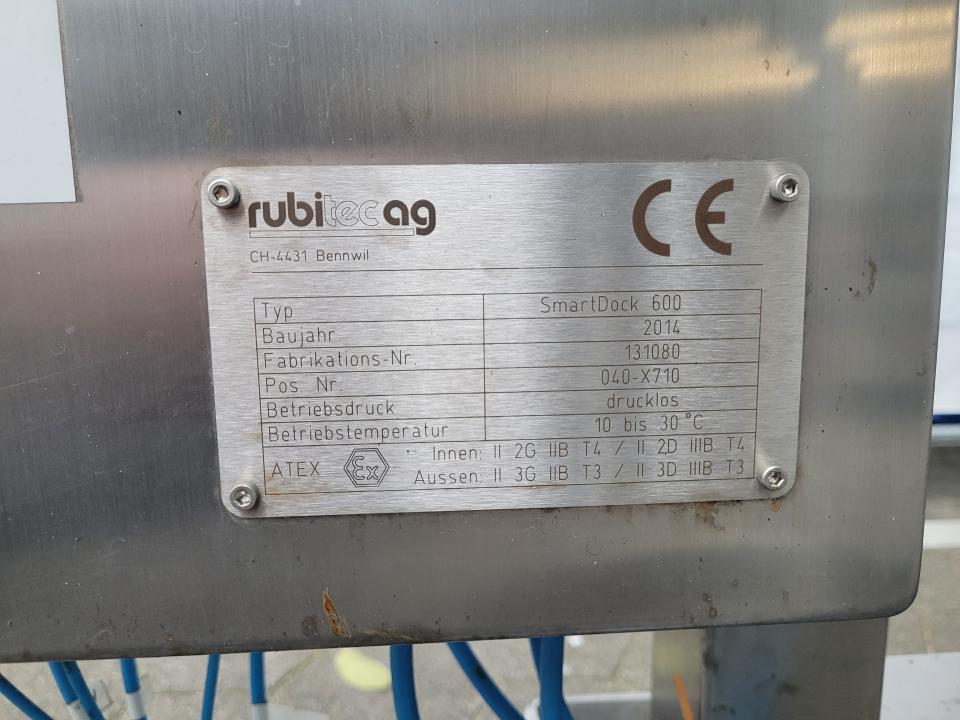 rubitec ag
CE
CH-4431 Bennwil
Typ SmartDock 600
Baujahr 2014
Fabrikations-Nr. 131080
Pos. Nr. 040-X710
Betriebsdruck drucklos
Betriebstemperatur 10 bis 30 °C
ATEX Ex Innen: II 2G IIB T4 / II 2D IIIB T4
Aussen: II 3G IIB T3 / II 3D IIIB T3